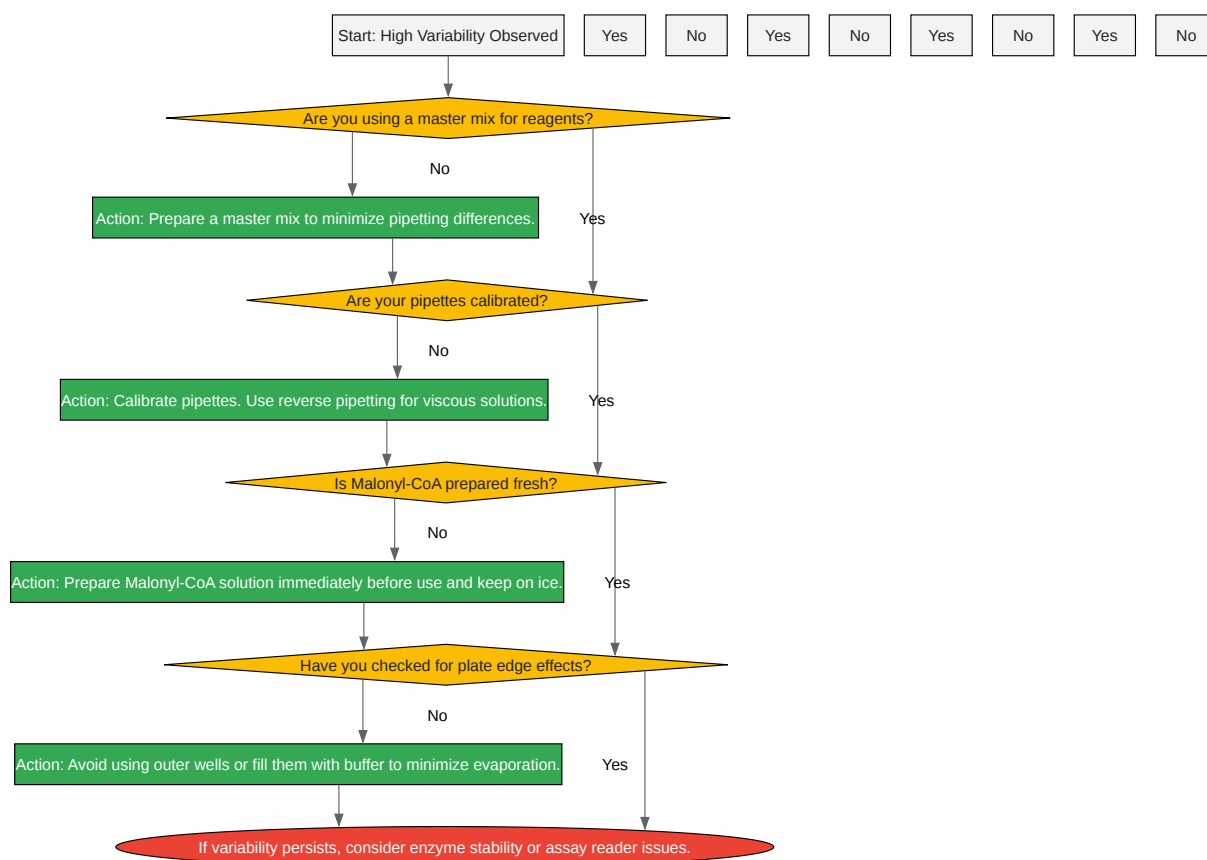 Start: High Variability Observed
Yes
No
Yes
No
Yes
No
Yes
No
Are you using a master mix for reagents?
No
Action: Prepare a master mix to minimize pipetting differences.
Yes
Are your pipettes calibrated?
No
Action: Calibrate pipettes. Use reverse pipetting for viscous solutions.
Yes
Is Malonyl-CoA prepared fresh?
No
Action: Prepare Malonyl-CoA solution immediately before use and keep on ice.
Yes
Have you checked for plate edge effects?
No
Action: Avoid using outer wells or fill them with buffer to minimize evaporation.
Yes
If variability persists, consider enzyme stability or assay reader issues.